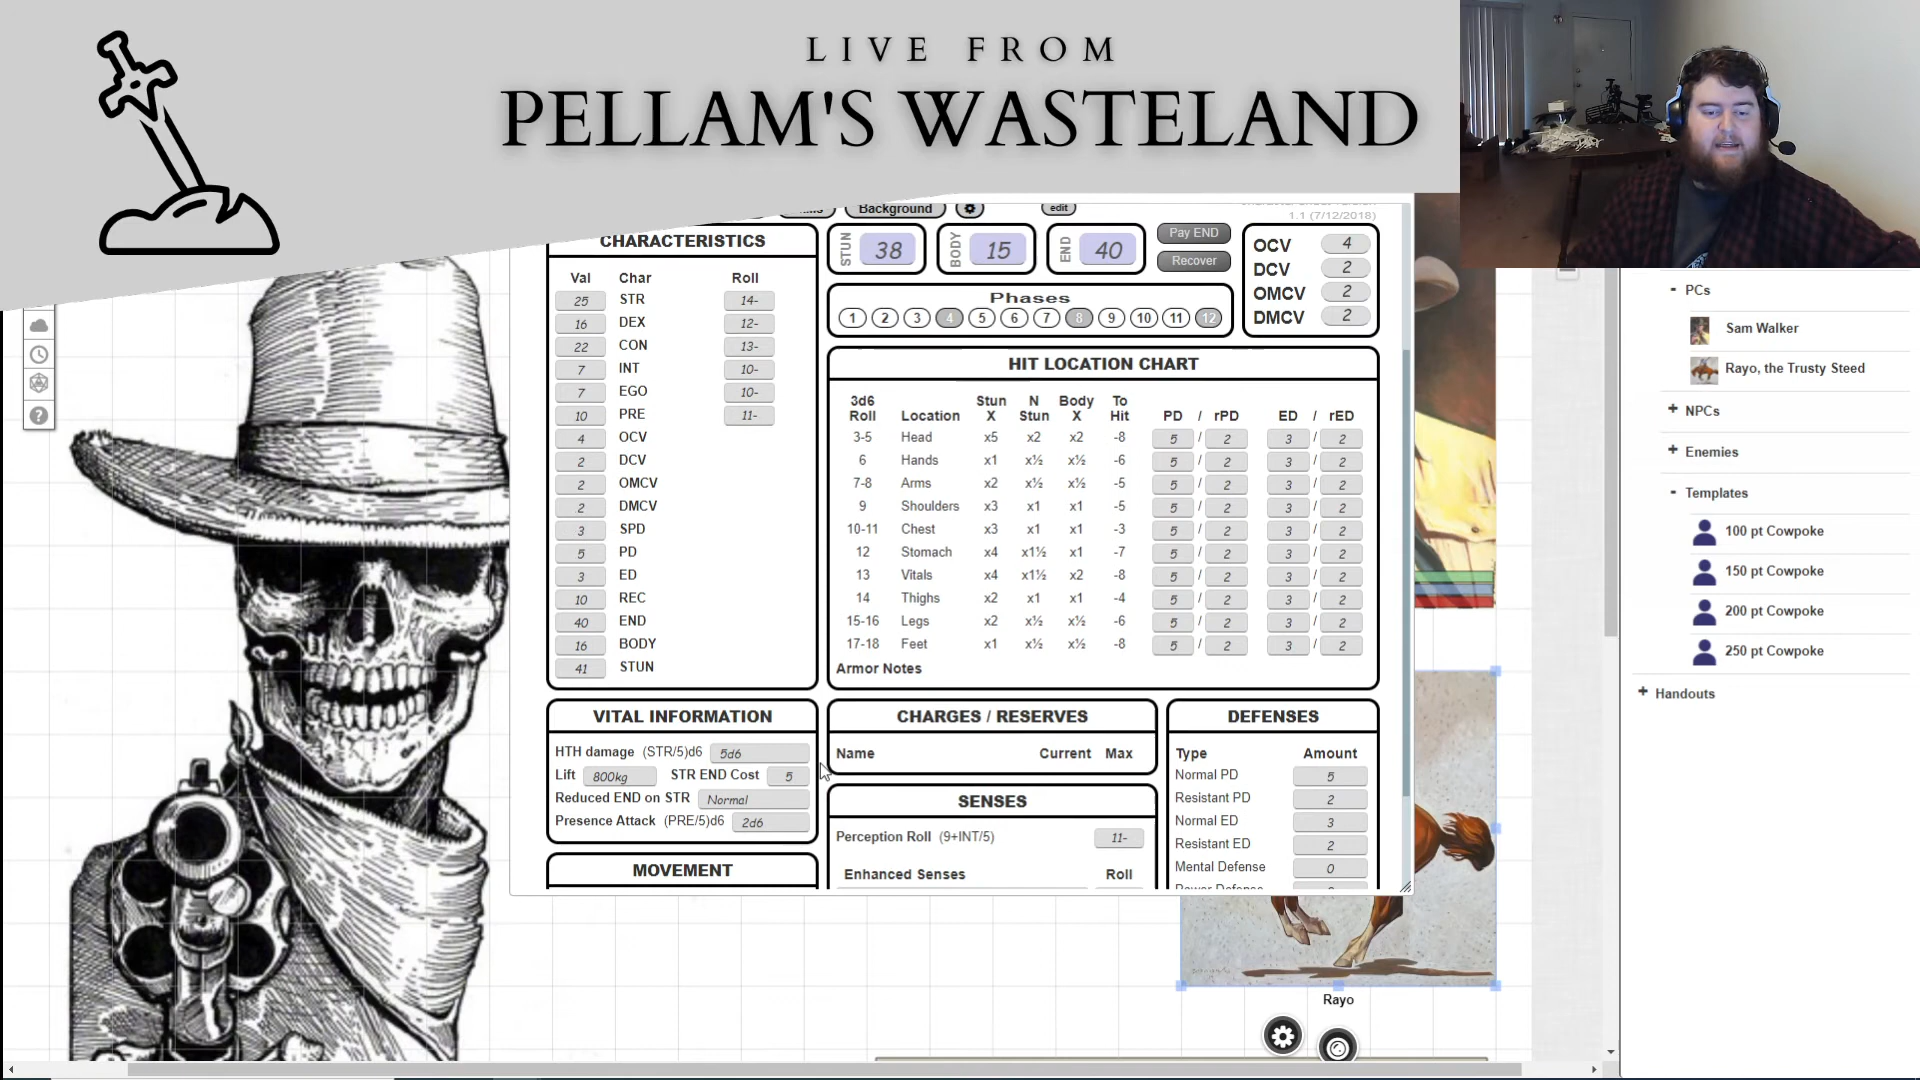 LIVE FROM
PELLAM'S WASTELAND
Background
edit
1.1 (7/12/2018)
CHARACTERISTICS
Val Char Roll
25 STR 14-
16 DEX 12-
22 CON 13-
7 INT 10-
7 EGO 10-
10 PRE 11-
4 OCV
2 DCV
2 OMCV
2 DMCV
3 SPD
5 PD
3 ED
10 REC
40 END
16 BODY
41 STUN
STUN 38
BODY 15
END 40
Pay END
Recover
OCV 4
DCV 2
OMCV 2
DMCV 2
Phases
1 2 3 4 5 6 7 8 9 10 11 12
HIT LOCATION CHART
3d6 Stun N Body To
Roll Location X Stun X Hit PD / rPD ED / rED
3-5 Head x5 x2 x2 -8 5 / 2 3 / 2
6 Hands x1 x½ x½ -6 5 / 2 3 / 2
7-8 Arms x2 x½ x½ -5 5 / 2 3 / 2
9 Shoulders x3 x1 x1 -5 5 / 2 3 / 2
10-11 Chest x3 x1 x1 -3 5 / 2 3 / 2
12 Stomach x4 x1½ x1 -7 5 / 2 3 / 2
13 Vitals x4 x1½ x2 -8 5 / 2 3 / 2
14 Thighs x2 x1 x1 -4 5 / 2 3 / 2
15-16 Legs x2 x½ x½ -6 5 / 2 3 / 2
17-18 Feet x1 x½ x½ -8 5 / 2 3 / 2
Armor Notes
VITAL INFORMATION
HTH damage (STR/5)d6 5d6
Lift 800kg STR END Cost 5
Reduced END on STR Normal
Presence Attack (PRE/5)d6 2d6
MOVEMENT
CHARGES / RESERVES
Name Current Max
SENSES
Perception Roll (9+INT/5) 11-
Enhanced Senses Roll
DEFENSES
Type Amount
Normal PD 5
Resistant PD 2
Normal ED 3
Resistant ED 2
Mental Defense 0
Power Defense
Rayo
- PCs
Sam Walker
Rayo, the Trusty Steed
+ NPCs
+ Enemies
- Templates
100 pt Cowpoke
150 pt Cowpoke
200 pt Cowpoke
250 pt Cowpoke
+ Handouts